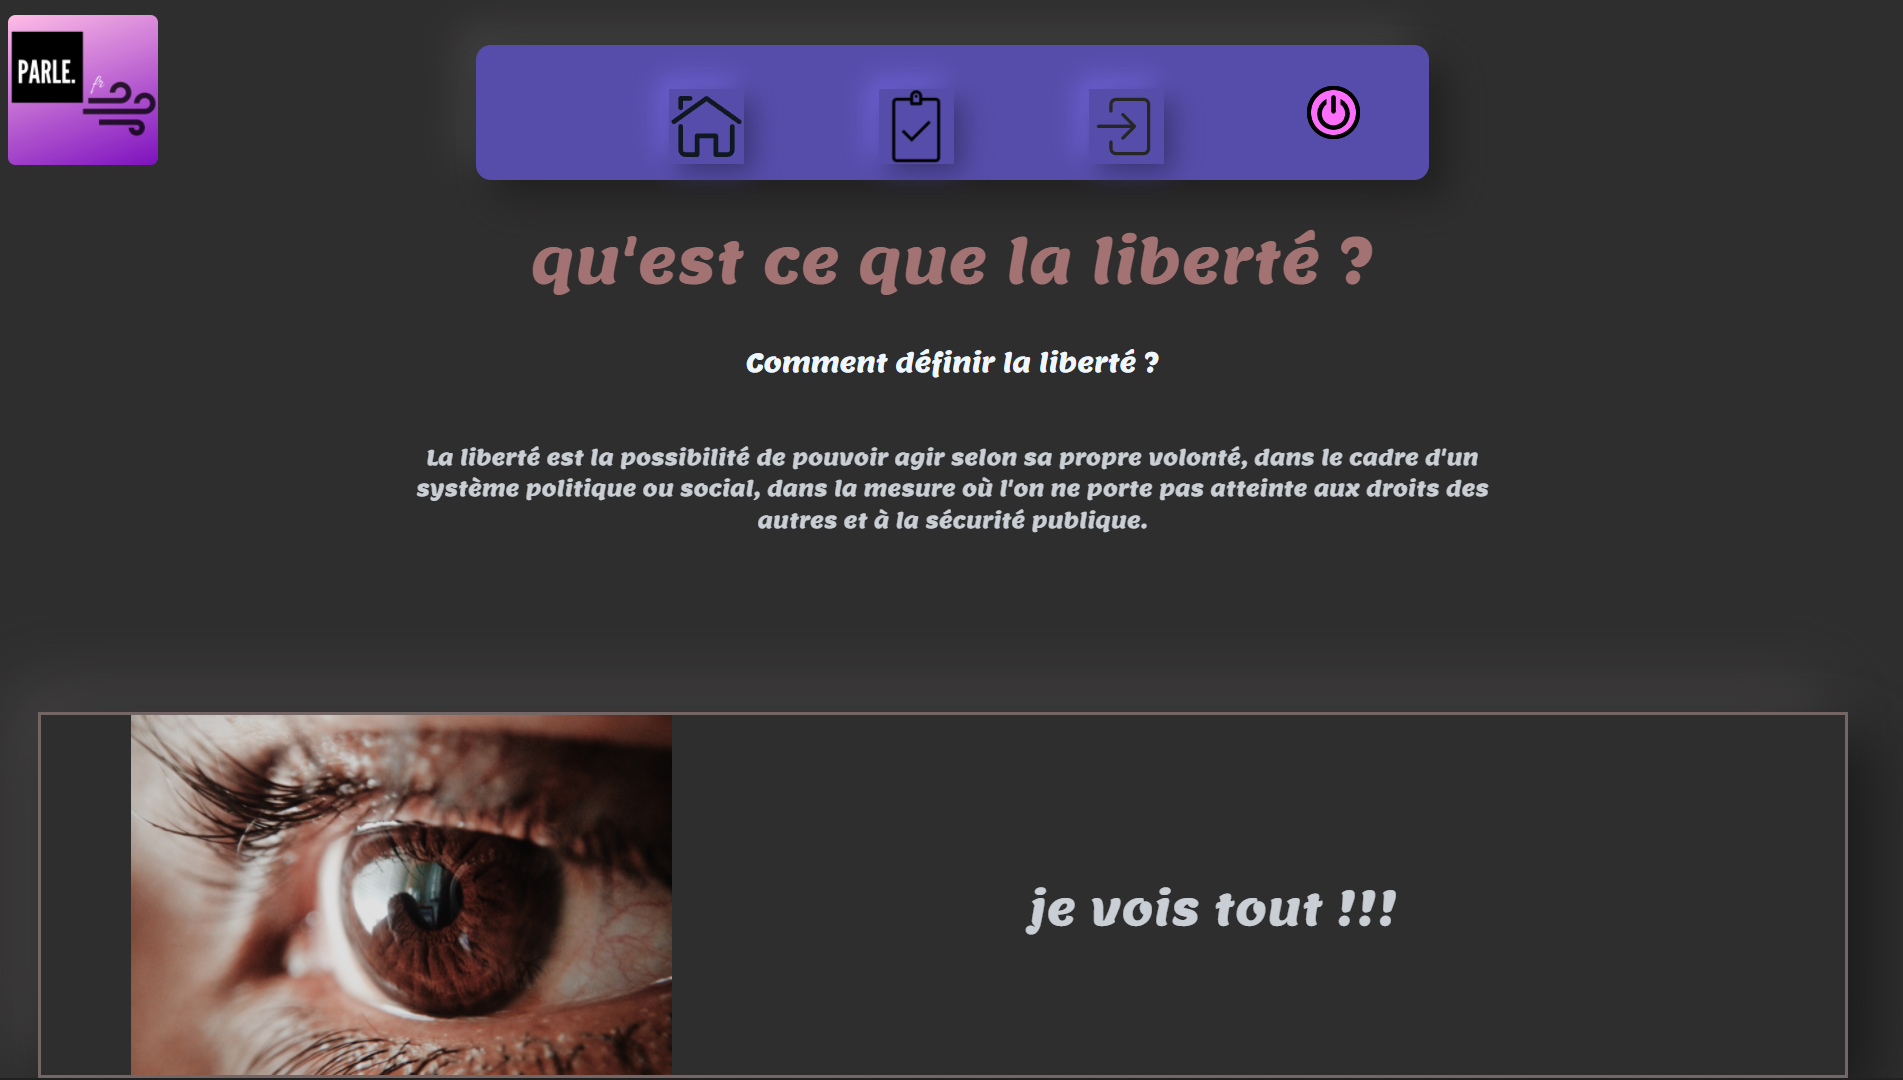 PARLE.
fr
qu'est ce que la liberté ?
Comment définir la liberté ?
La liberté est la possibilité de pouvoir agir selon sa propre volonté, dans le cadre d'un
système politique ou social, dans la mesure où l'on ne porte pas atteinte aux droits des
autres et à la sécurité publique.
je vois tout !!!